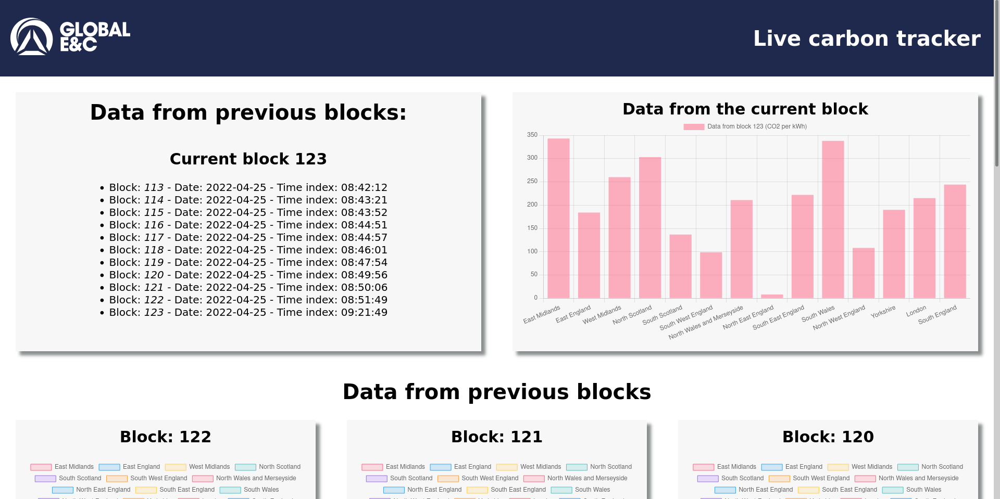 GLOBAL
E&C
Live carbon tracker
Data from previous blocks:
Current block 123
• Block: 113 - Date: 2022-04-25 - Time index: 08:42:12
• Block: 114 - Date: 2022-04-25 - Time index: 08:43:21
• Block: 115 - Date: 2022-04-25 - Time index: 08:43:52
• Block: 116 - Date: 2022-04-25 - Time index: 08:44:51
• Block: 117 - Date: 2022-04-25 - Time index: 08:44:57
• Block: 118 - Date: 2022-04-25 - Time index: 08:46:01
• Block: 119 - Date: 2022-04-25 - Time index: 08:47:54
• Block: 120 - Date: 2022-04-25 - Time index: 08:49:56
• Block: 121 - Date: 2022-04-25 - Time index: 08:50:06
• Block: 122 - Date: 2022-04-25 - Time index: 08:51:49
• Block: 123 - Date: 2022-04-25 - Time index: 09:21:49
Data from the current block
Data from block 123 (CO2 per kWh)
350
300
250
200
150
100
50
0
East Midlands
East England
West Midlands
North Scotland
South Scotland
South West England
North Wales and Merseyside
North East England
South East England
South Wales
North West England
Yorkshire
London
South England
Data from previous blocks
Block: 122
East Midlands East England West Midlands North Scotland
South Scotland South West England North Wales and Merseyside
North East England South East England South Wales
Block: 121
East Midlands East England West Midlands North Scotland
South Scotland South West England North Wales and Merseyside
North East England South East England South Wales
Block: 120
East Midlands East England West Midlands North Scotland
South Scotland South West England North Wales and Merseyside
North East England South East England South Wales